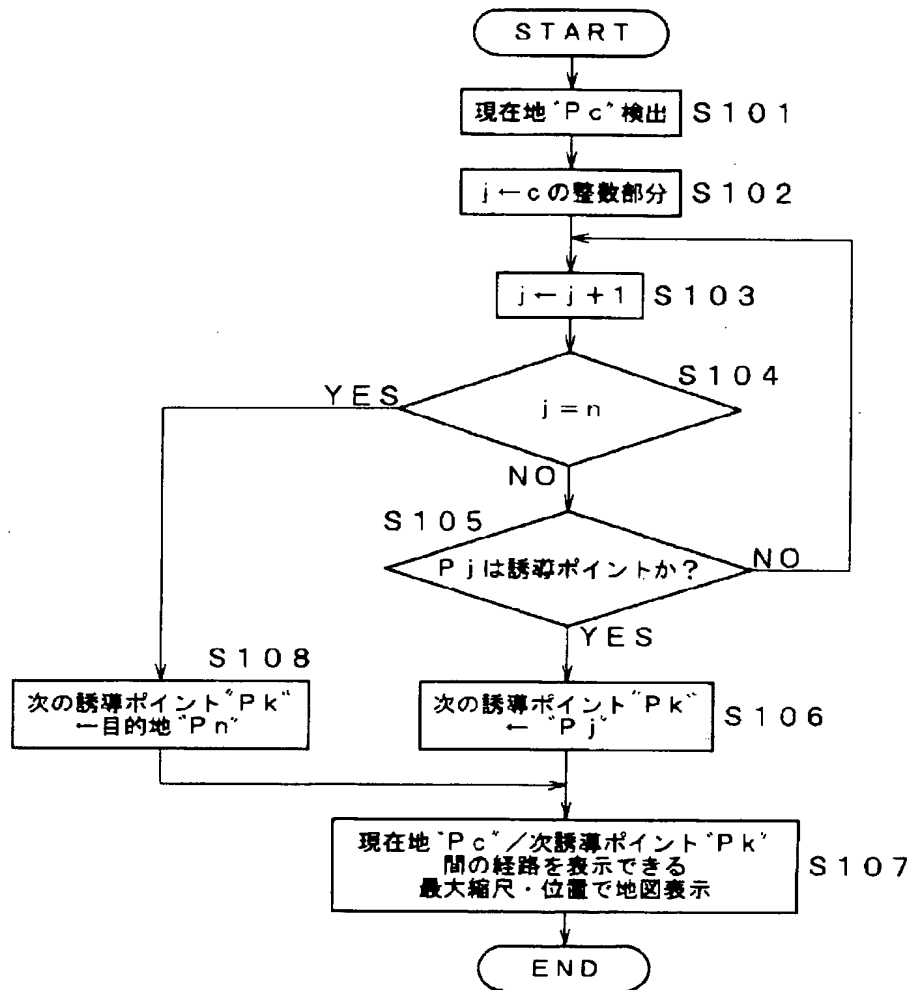 START
現在地"Pc"検出 S101
j←cの整数部分 S102
j←j+1 S103
S104
YES
j=n
NO
S105
Pjは誘導ポイントか? NO
YES
S108
次の誘導ポイント"Pk"
←目的地"Pn"
次の誘導ポイント"Pk"
← "Pj"
S106
現在地"Pc"/次誘導ポイント"Pk"
間の経路を表示できる
最大縮尺・位置で地図表示
S107
END